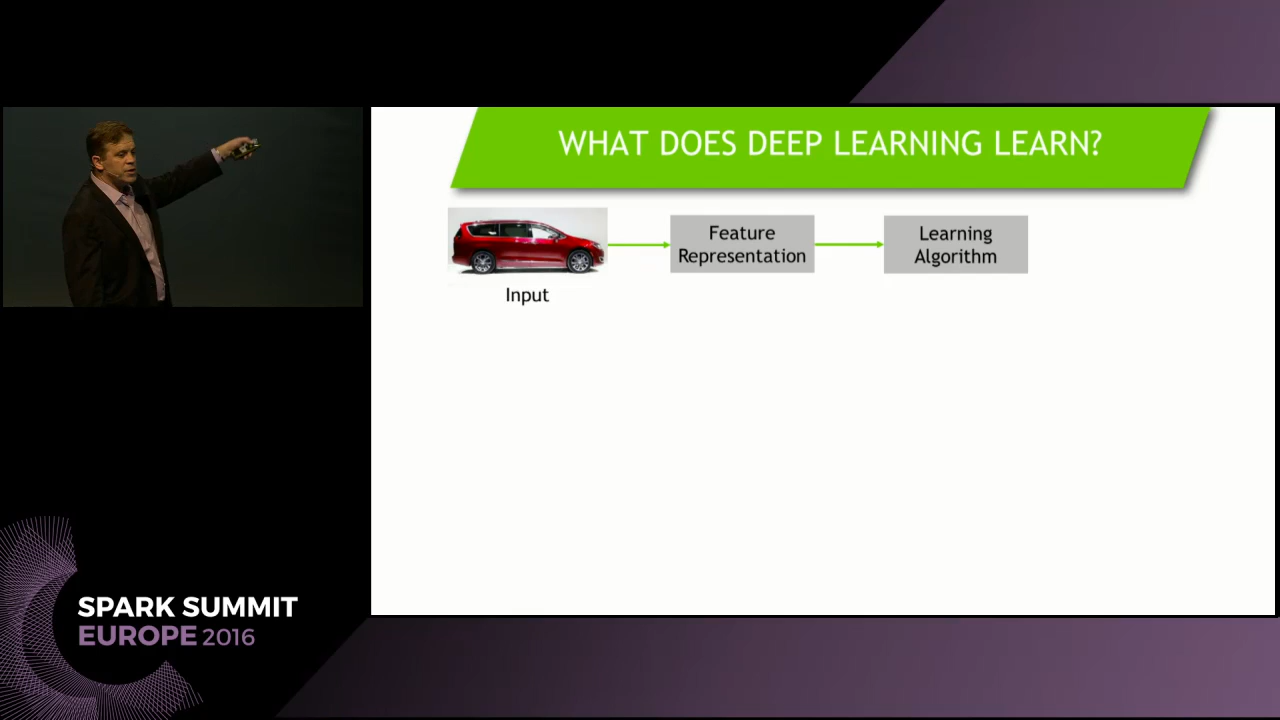 WHAT DOES DEEP LEARNING LEARN?
Feature
Representation
Learning
Algorithm
Input
SPARK SUMMIT
EUROPE 2016